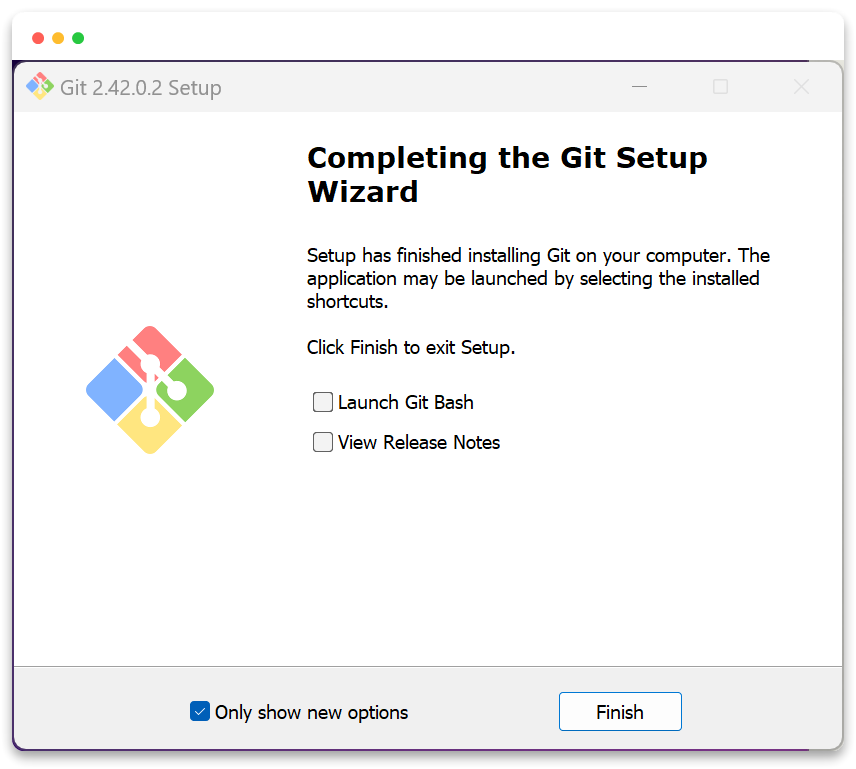 Git 2.42.0.2 Setup
Completing the Git Setup
Wizard
Setup has finished installing Git on your computer. The
application may be launched by selecting the installed
shortcuts.
Click Finish to exit Setup.
Launch Git Bash
View Release Notes
Only show new options
Finish